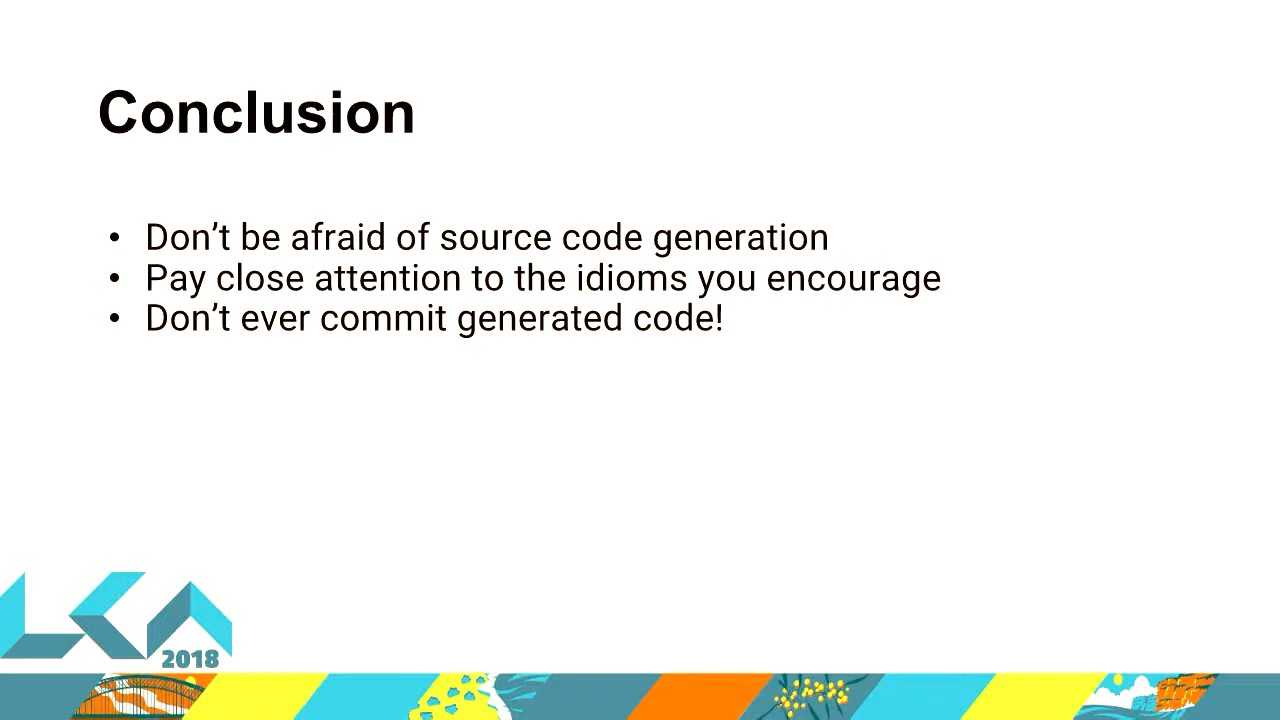 Conclusion
• Don’t be afraid of source code generation
• Pay close attention to the idioms you encourage
• Don’t ever commit generated code!
LCA
2018